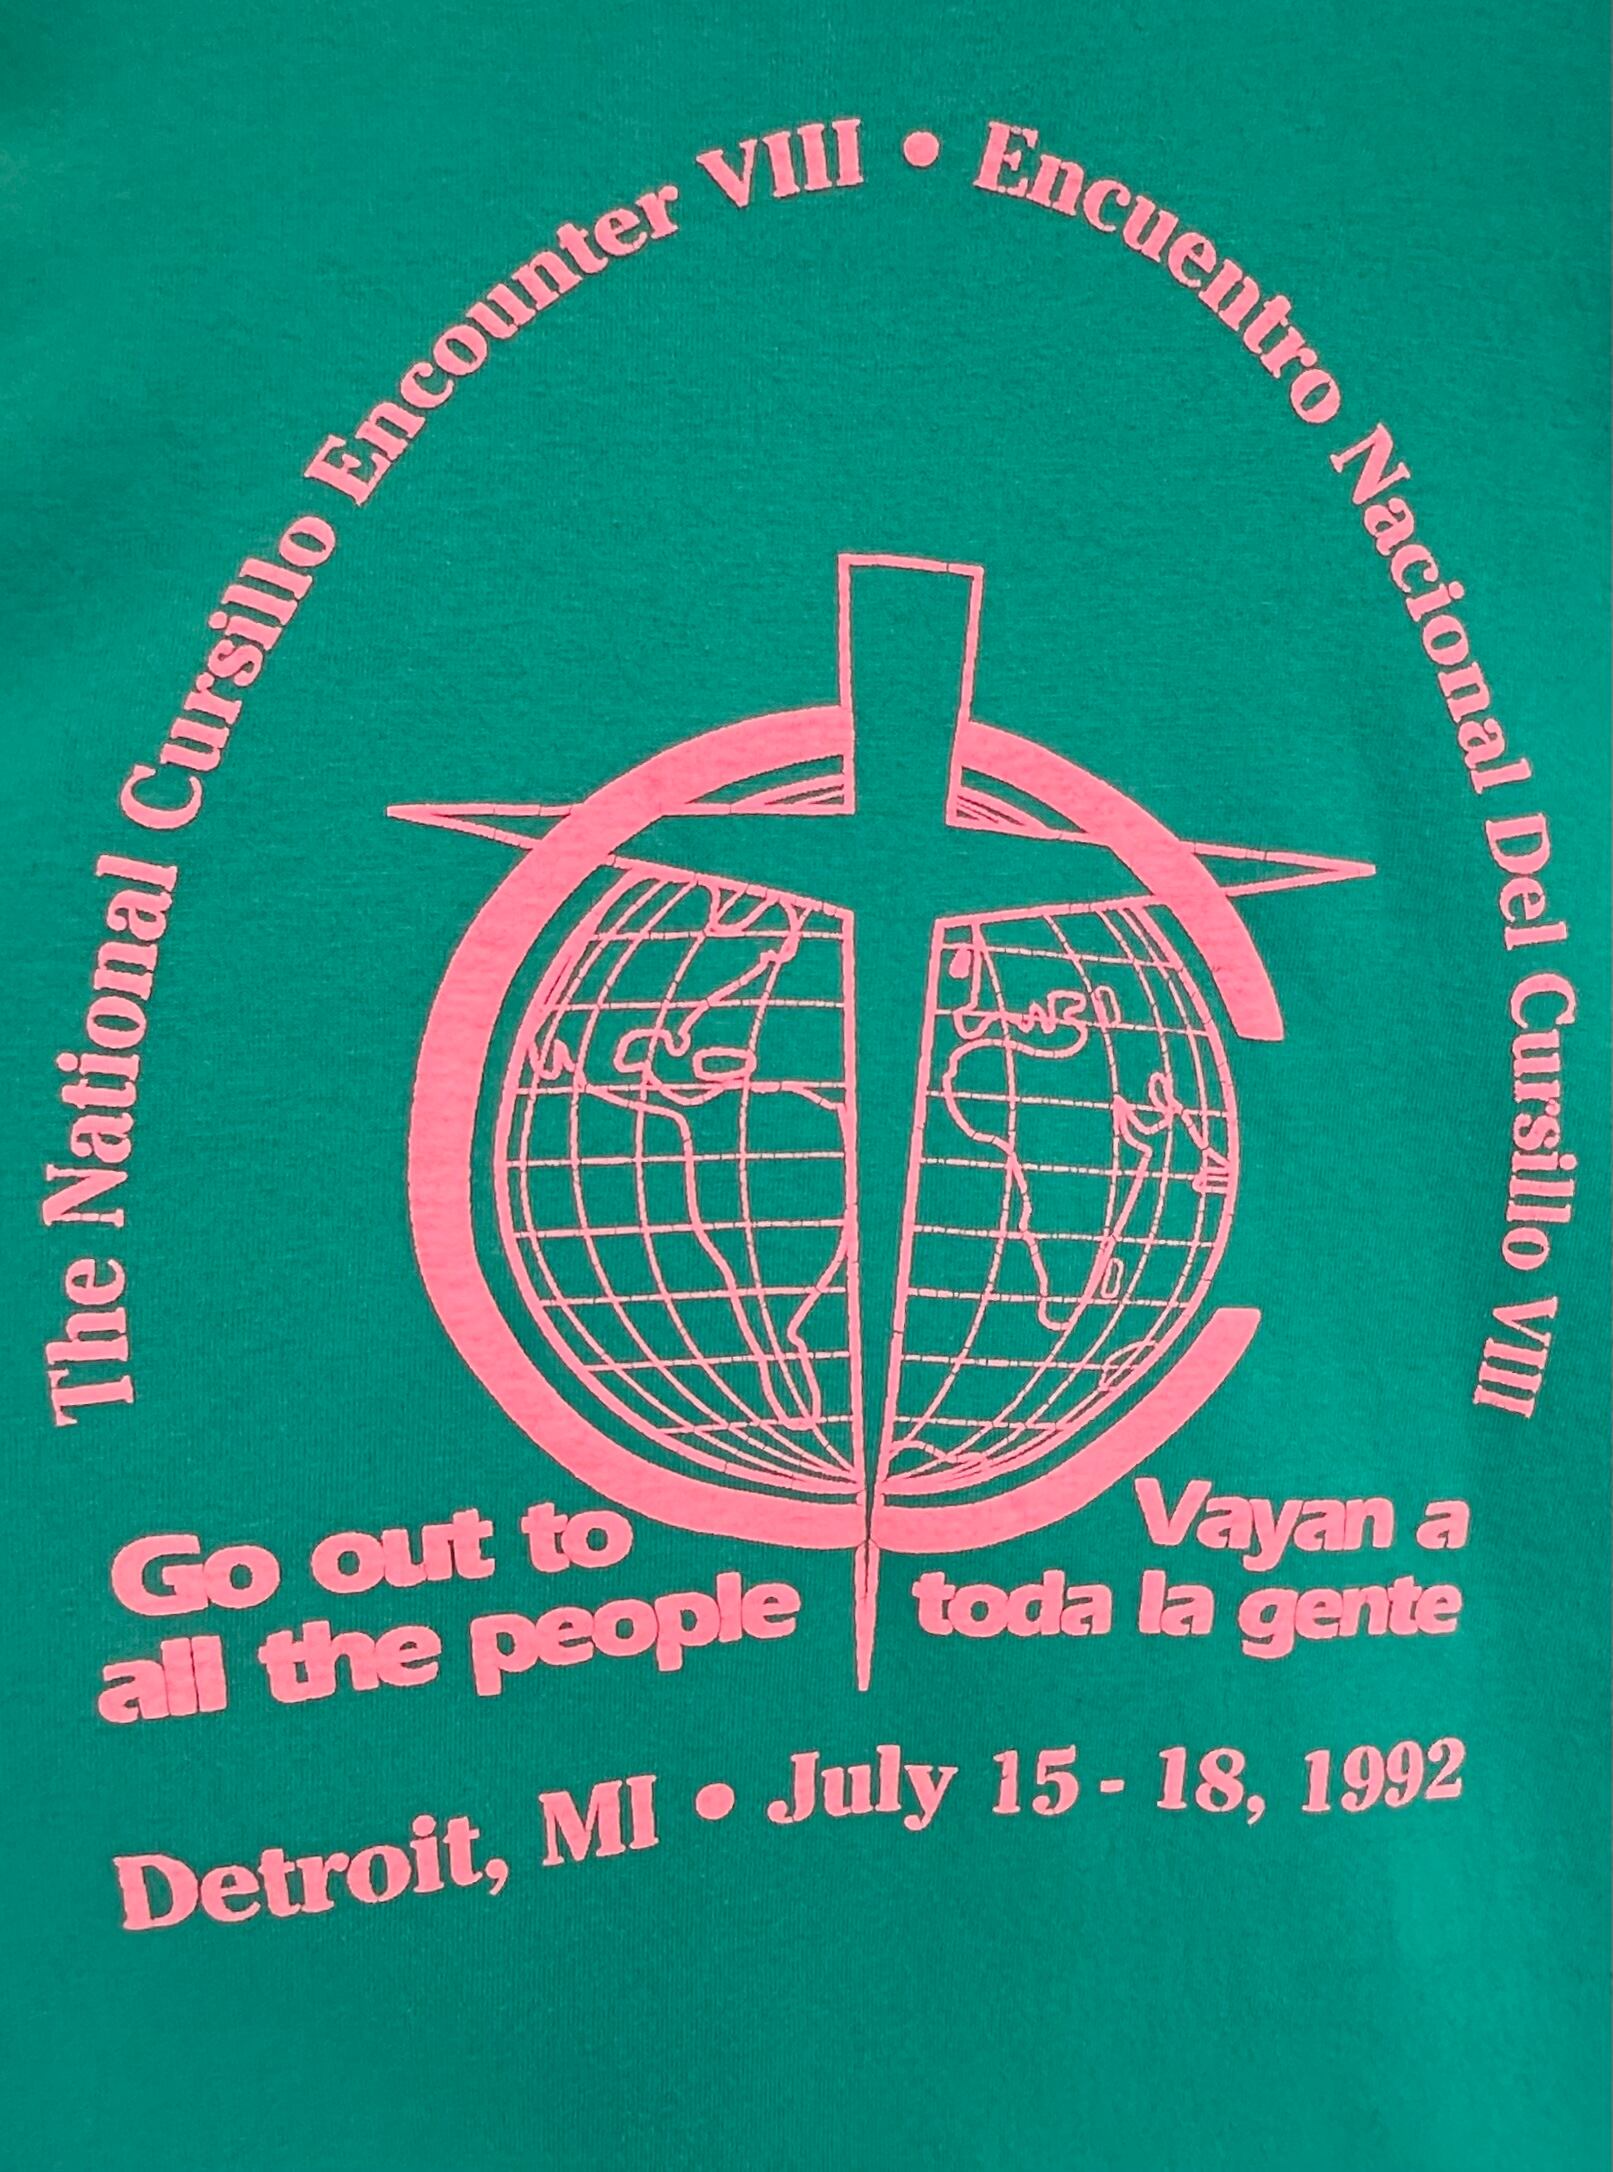 The National Cursillo Encounter VIII • Encuentro Nacional Del Cursillo VIII
Go out to
all the people
Vayan a
toda la gente
Detroit, MI • July 15 - 18, 1992